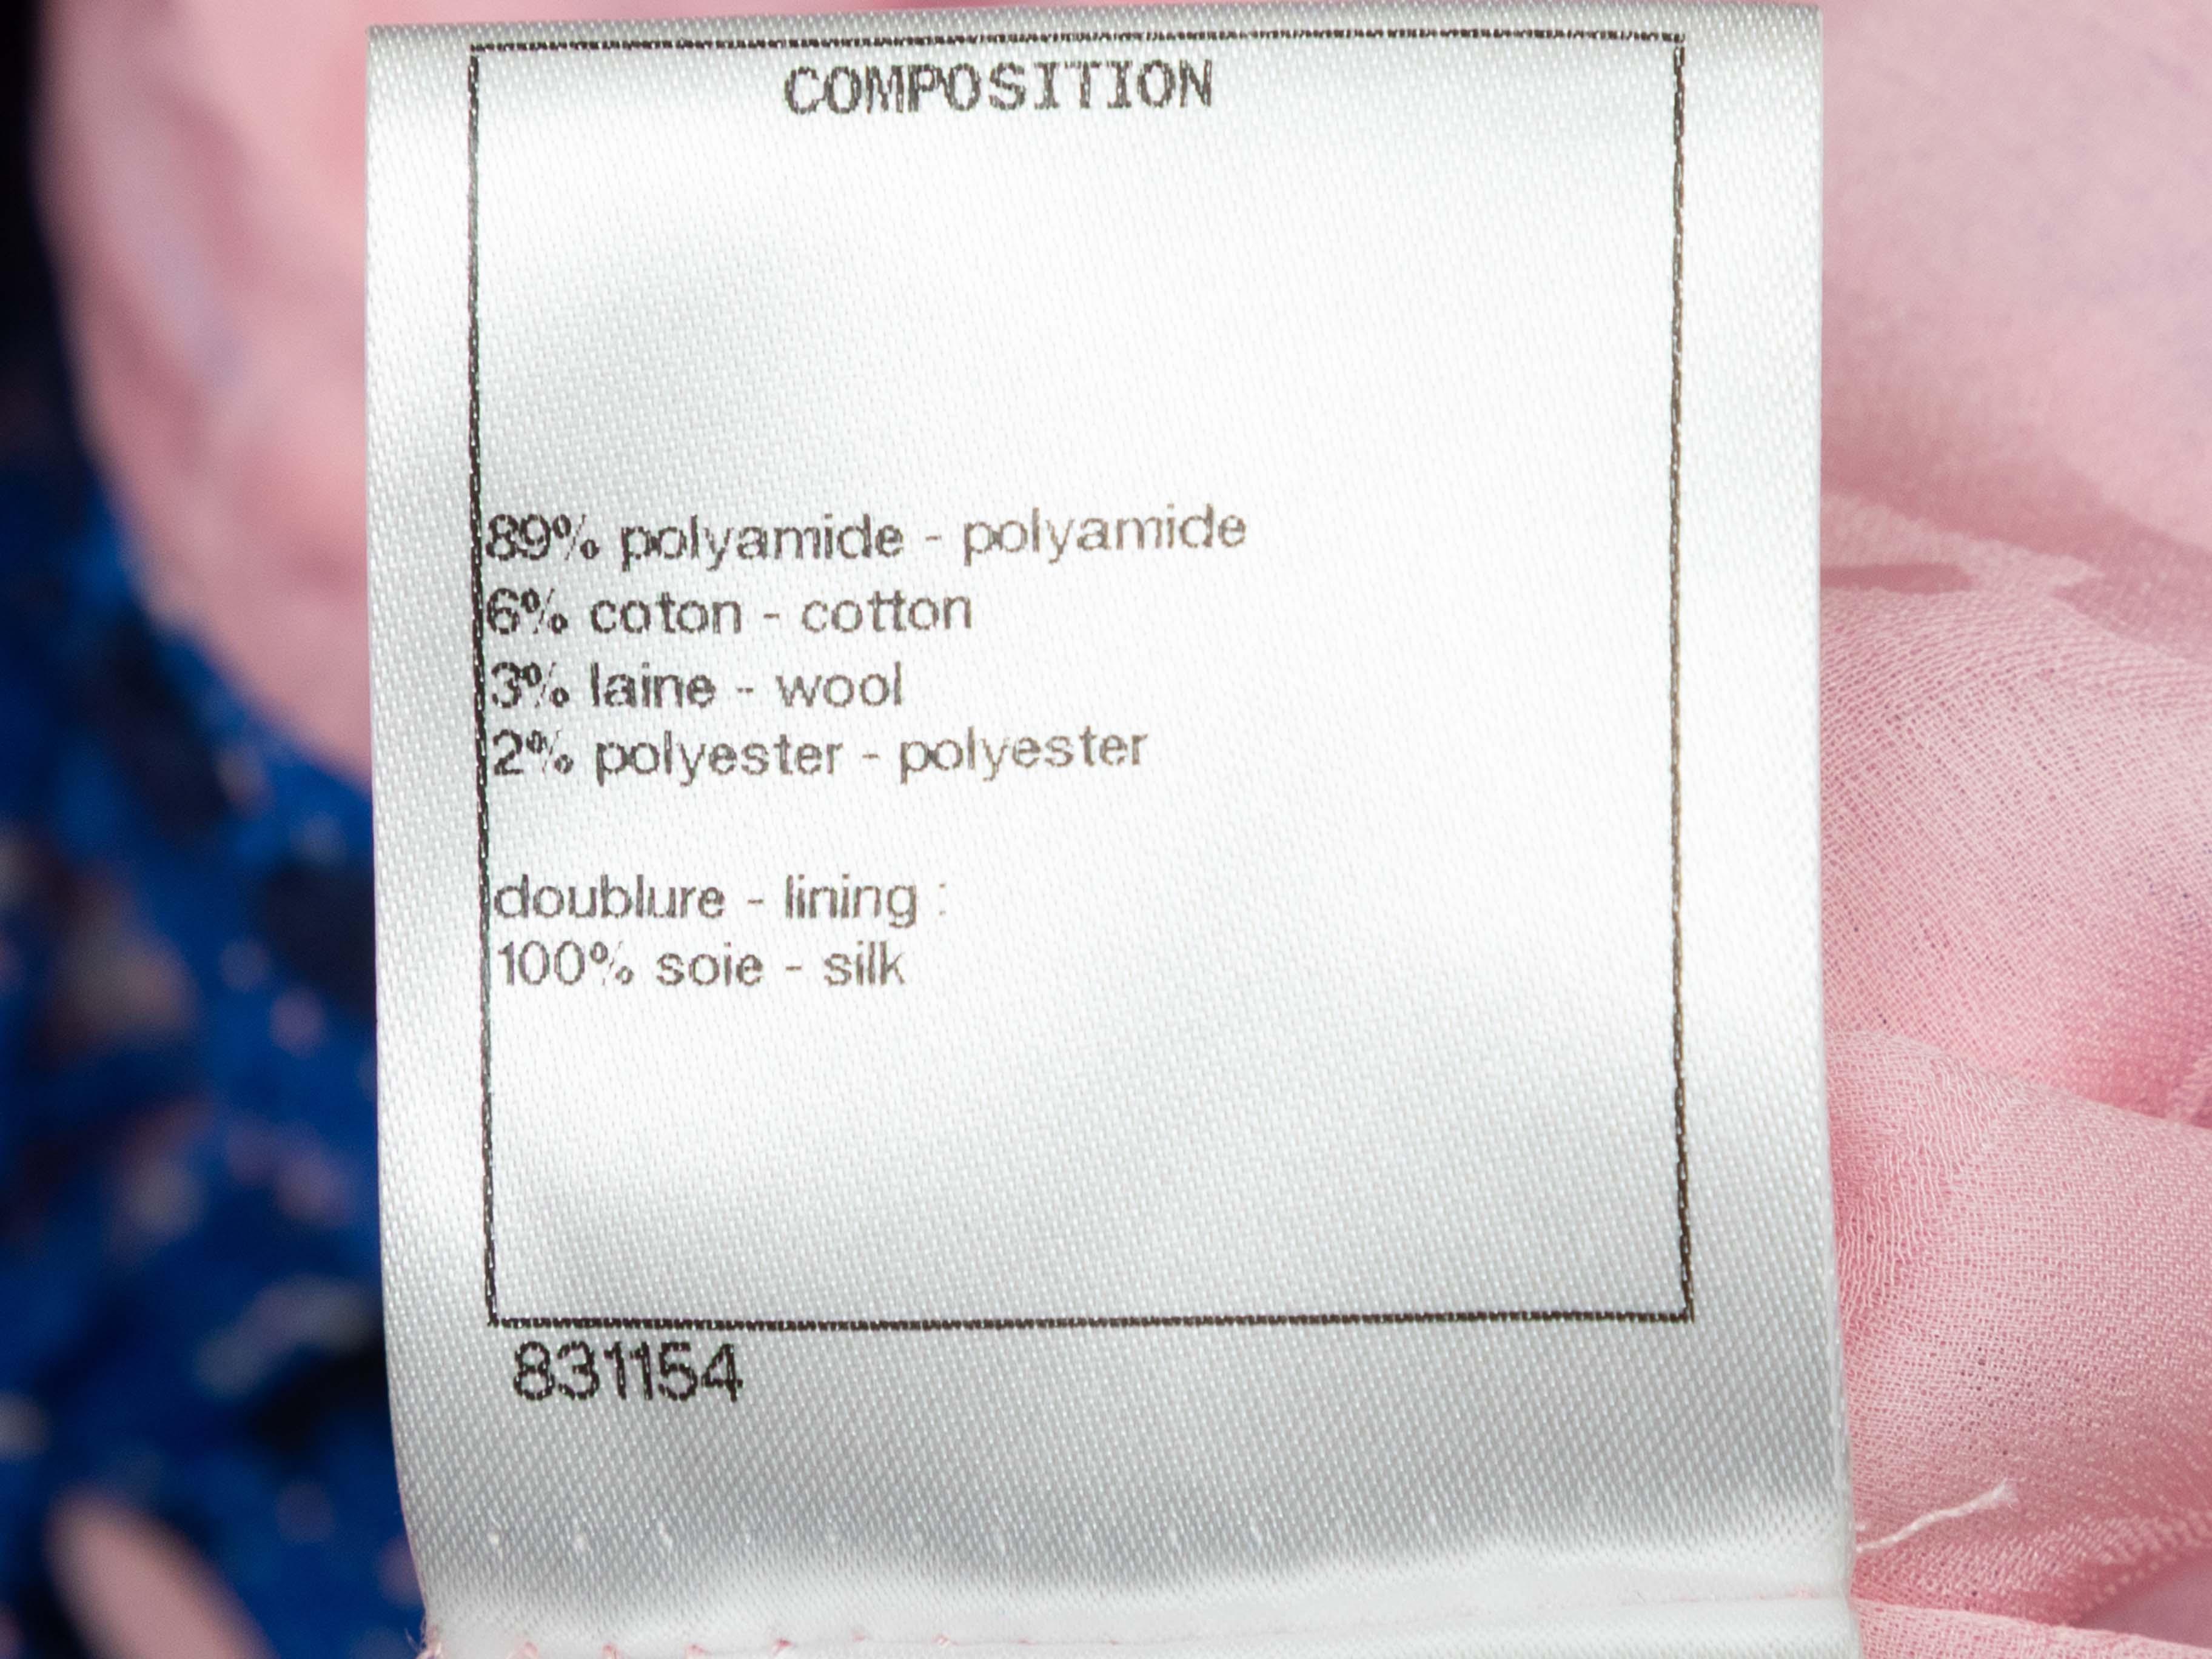 COMPOSITION
89% polyamide - polyamide
6% coton - cotton
3% laine - wool
2% polyester - polyester
doublure - lining :
100% soie - silk
831154